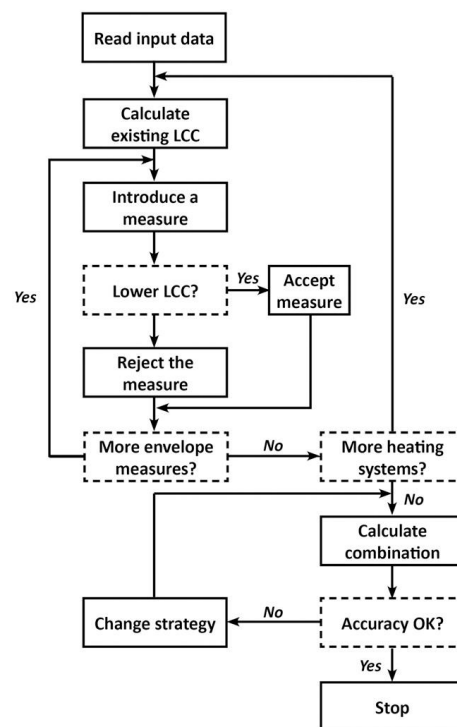 Read input data
Calculate
existing LCC
Introduce a
measure
Yes
Lower LCC?
Yes
Accept
measure
Yes
Reject the
measure
More envelope
measures?
No
More heating
systems?
No
Calculate
combination
Change strategy
No
Accuracy OK?
Yes
Stop